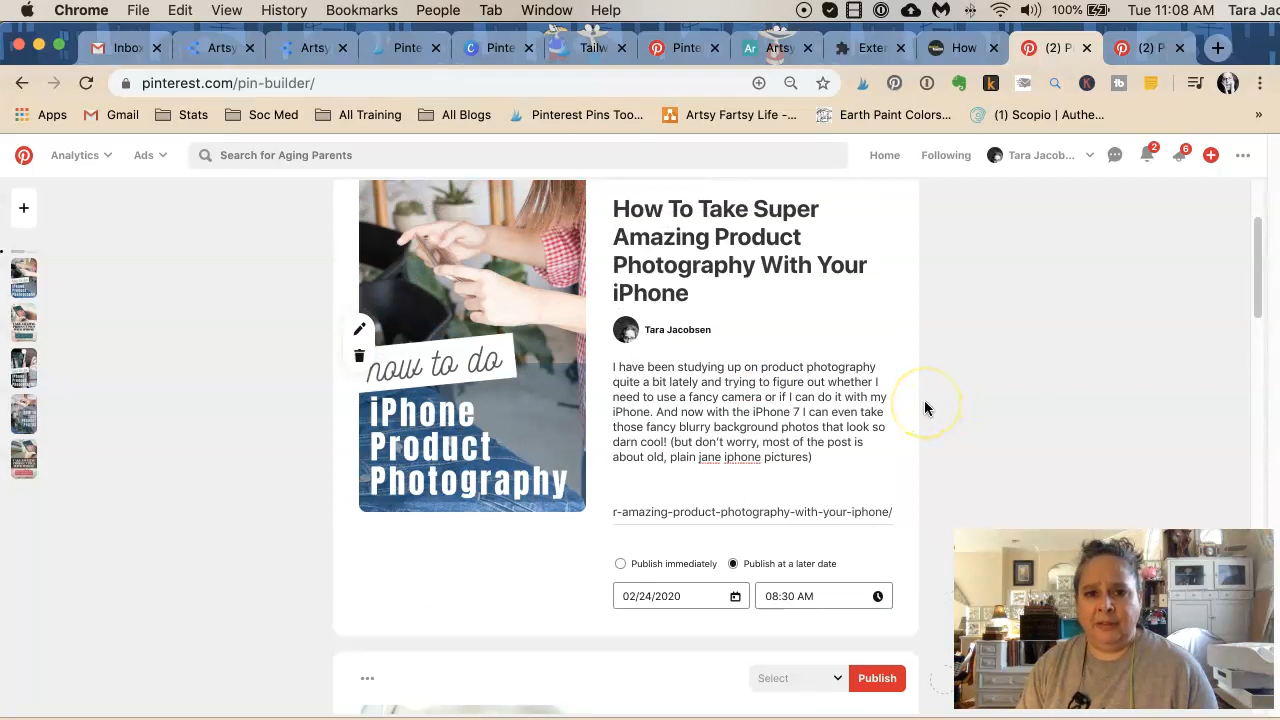 Chrome File Edit View History Bookmarks People Tab Window Help 100% Tue 11:08 AM Tara Jaco
Inbox Artsy Artsy Pinte Pinte Tailw Pinte Artsy Exter How (2) P (2) P
pinterest.com/pin-builder/
Apps Gmail Stats Soc Med All Training All Blogs Pinterest Pins Too... Artsy Fartsy Life -... Earth Paint Colors... (1) Scopio | Authe... »
Analytics Ads Search for Aging Parents Home Following Tara Jacob... 2 6
How To Take Super
Amazing Product
Photography With Your
iPhone
Tara Jacobsen
I have been studying up on product photography
quite a bit lately and trying to figure out whether I
need to use a fancy camera or if I can do it with my
iPhone. And now with the iPhone 7 I can even take
those fancy blurry background photos that look so
darn cool! (but don't worry, most of the post is
about old, plain jane iphone pictures)
how to do
iPhone
Product
Photography
r-amazing-product-photography-with-your-iphone/
Publish immediately Publish at a later date
02/24/2020 08:30 AM
Select Publish